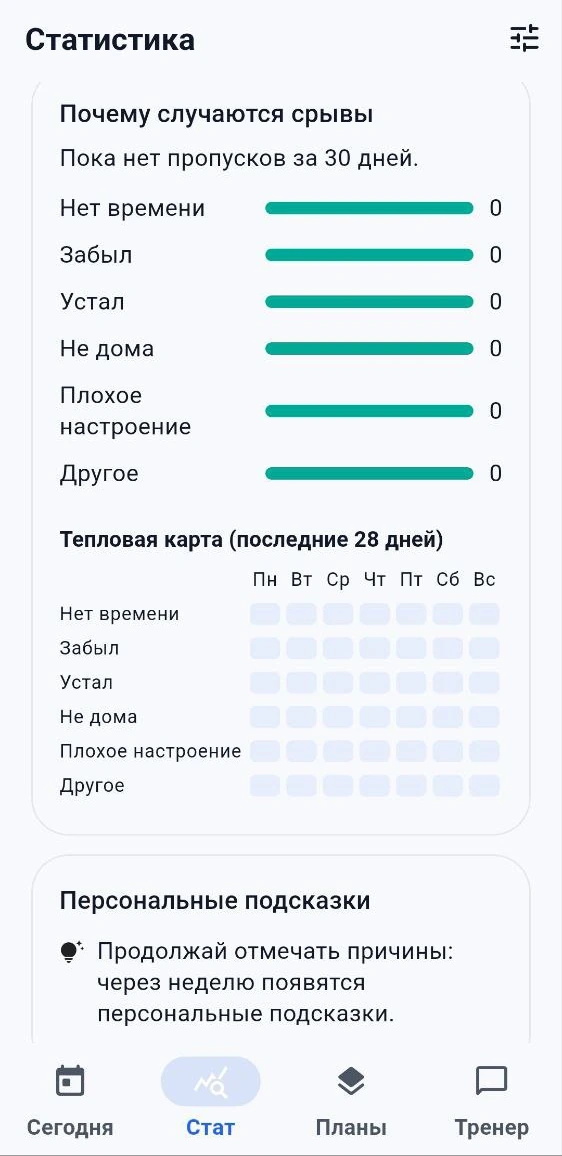 Статистика
Почему случаются срывы
Пока нет пропусков за 30 дней.
Нет времени 0
Забыл 0
Устал 0
Не дома 0
Плохое
настроение 0
Другое 0
Тепловая карта (последние 28 дней)
Пн Вт Ср Чт Пт Сб Вс
Нет времени
Забыл
Устал
Не дома
Плохое настроение
Другое
Персональные подсказки
Продолжай отмечать причины:
через неделю появятся
персональные подсказки.
Сегодня Стат Планы Тренер